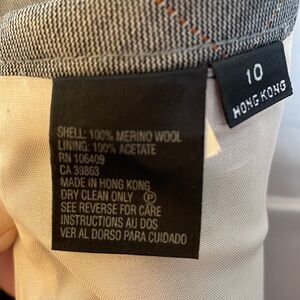 10
HONG KONG
SHELL: 100% MERINO WOOL
LINING: 100% ACETATE
RN 106409
CA 39863
MADE IN HONG KONG
DRY CLEAN ONLY Ⓟ
SEE REVERSE FOR CARE
INSTRUCTIONS AU DOS
VER AL DORSO PARA CUIDADO